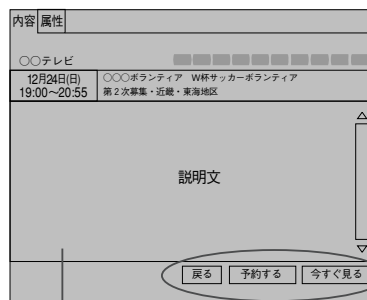 内容 属性
○○テレビ
12月24日(日)
19:00～20:55
○○○ボランティア　W杯サッカーボランティア
第２次募集・近畿・東海地区
説明文
戻る 予約する 今すぐ見る